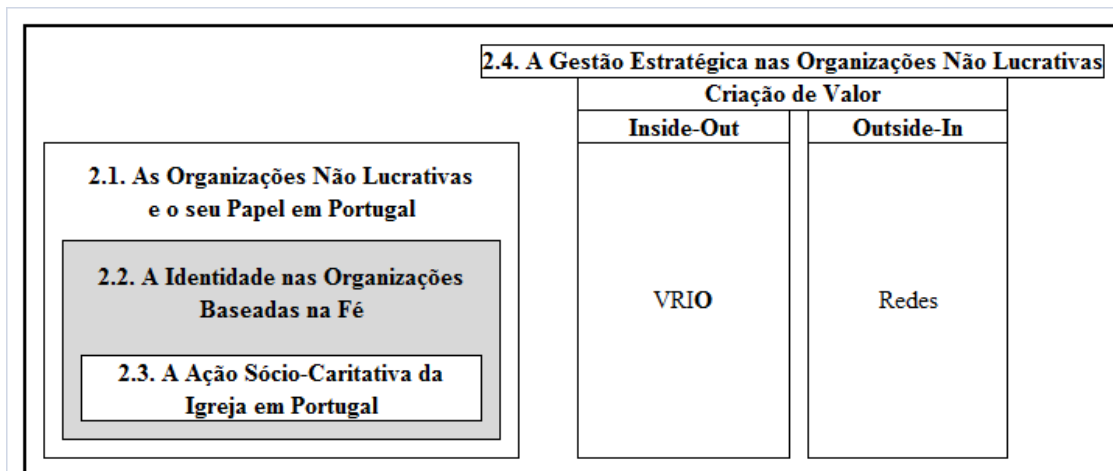 2.4. A Gestão Estratégica nas Organizações Não Lucrativas
Criação de Valor
Inside-Out
Outside-In
2.1. As Organizações Não Lucrativas
e o seu Papel em Portugal
2.2. A Identidade nas Organizações
Baseadas na Fé
VRIO
Redes
2.3. A Ação Sócio-Caritativa da
Igreja em Portugal